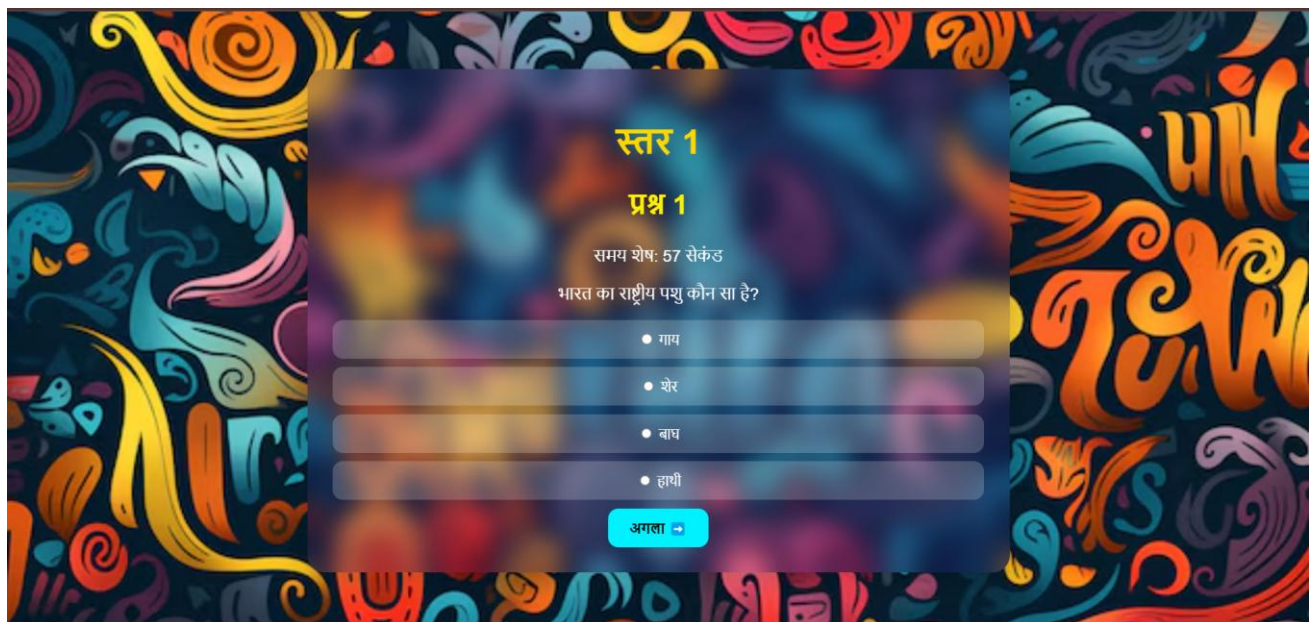 स्तर 1
प्रश्न 1
समय शेष: 57 सेकंड
भारत का राष्ट्रीय पशु कौन सा है?
गाय
शेर
बाघ
हाथी
अगला ➡